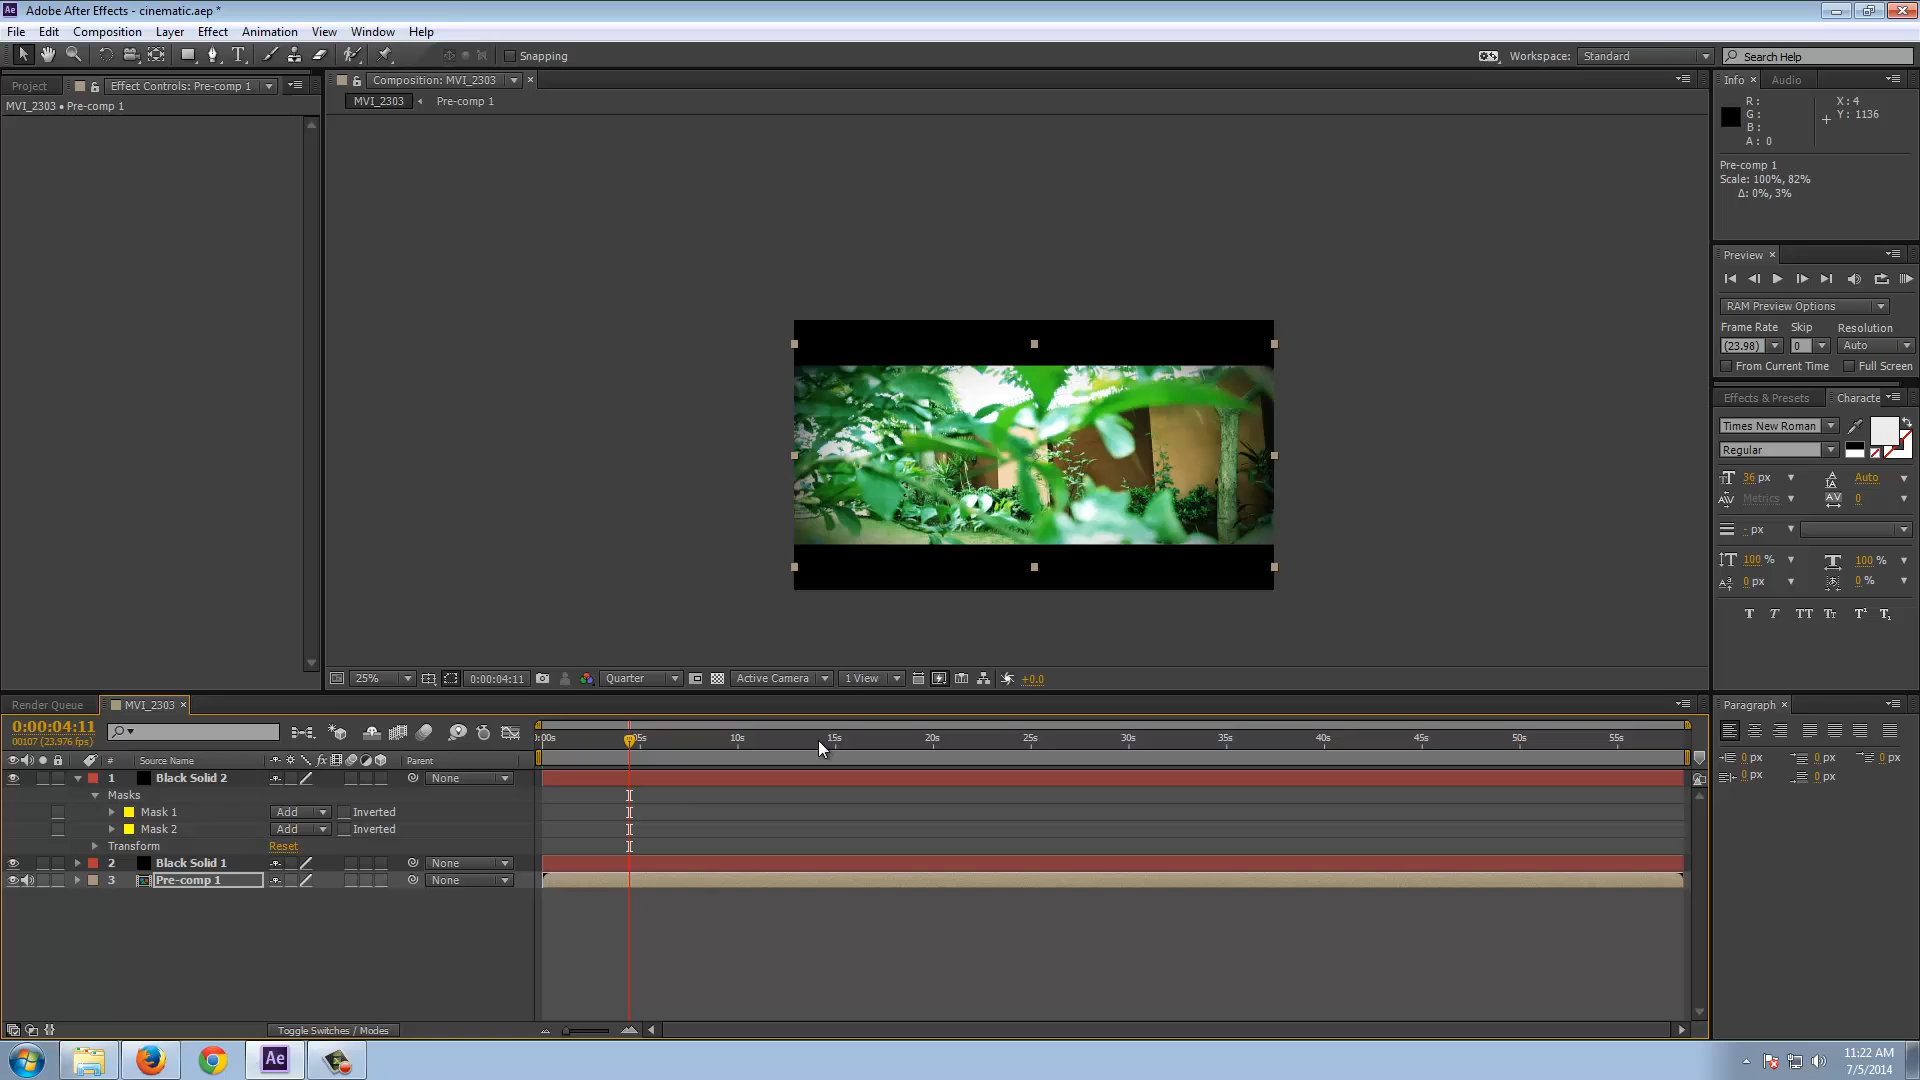 Adobe After Effects - cinematic.aep *
File Edit Composition Layer Effect Animation View Window Help
Snapping Workspace: Standard Search Help
Project Effect Controls: Pre-comp 1
MVI_2303 • Pre-comp 1
Composition: MVI_2303
MVI_2303 Pre-comp 1
Info Audio
R: X: 4
G: Y: 1136
B:
A: 0
Pre-comp 1
Scale: 100%, 82%
Δ: 0%, 3%
Preview
RAM Preview Options
Frame Rate Skip Resolution
(23.98) 0 Auto
From Current Time Full Screen
Effects & Presets Characte
Times New Roman
Regular
36 px Auto
Metrics 0
- px
100 % 100 %
0 px 0 %
25% 0:00:04:11 Quarter Active Camera 1 View +0.0
Render Queue MVI_2303
0:00:04:11
00107 (23.976 fps)
:00s 05s 10s 15s 20s 25s 30s 35s 40s 45s 50s 55s
# Source Name Parent
1 Black Solid 2 None
Masks
Mask 1 Add Inverted
Mask 2 Add Inverted
Transform Reset
2 Black Solid 1 None
3 Pre-comp 1 None
Toggle Switches / Modes
Paragraph
0 px 0 px 0 px
0 px 0 px
Ae
11:22 AM
7/5/2014